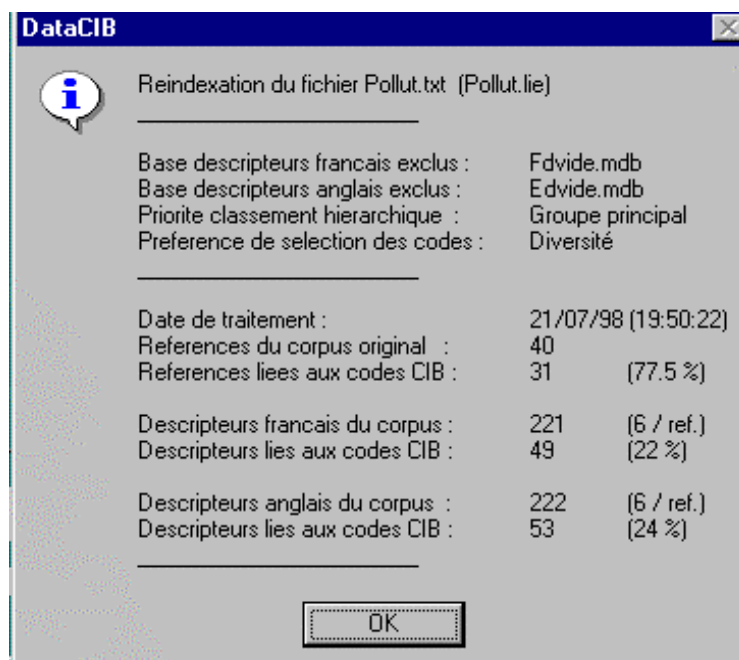 DataCIB
Reindexation du fichier Pollut.txt (Pollut.lie)
Base descripteurs francais exclus : Fdvide.mdb
Base descripteurs anglais exclus : Edvide.mdb
Priorite classement hierarchique : Groupe principal
Preference de selection des codes : Diversité
Date de traitement : 21/07/98 (19:50:22)
References du corpus original : 40
References liees aux codes CIB : 31 (77.5 %)
Descripteurs francais du corpus : 221 (6 / ref.)
Descripteurs lies aux codes CIB : 49 (22 %)
Descripteurs anglais du corpus : 222 (6 / ref.)
Descripteurs lies aux codes CIB : 53 (24 %)
OK